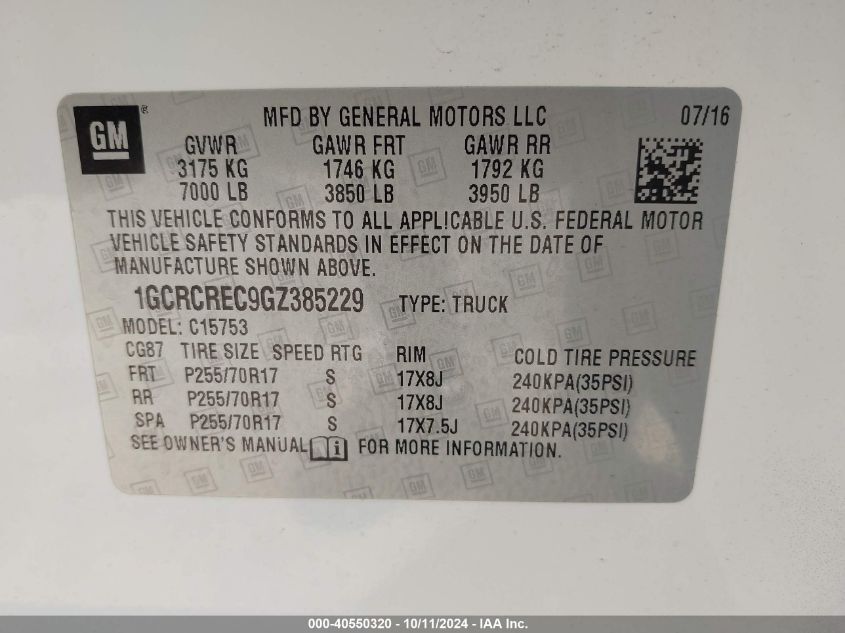 GM ® MFD BY GENERAL MOTORS LLC 07/16
GVWR GAWR FRT GAWR RR
3175 KG 1746 KG 1792 KG
7000 LB 3850 LB 3950 LB
THIS VEHICLE CONFORMS TO ALL APPLICABLE U.S. FEDERAL MOTOR
VEHICLE SAFETY STANDARDS IN EFFECT ON THE DATE OF
MANUFACTURE SHOWN ABOVE.
1GCRCREC9GZ385229 TYPE: TRUCK
MODEL: C15753
CG87 TIRE SIZE SPEED RTG RIM COLD TIRE PRESSURE
FRT P255/70R17 S 17X8J 240KPA(35PSI)
RR P255/70R17 S 17X8J 240KPA(35PSI)
SPA P255/70R17 S 17X7.5J 240KPA(35PSI)
SEE OWNER'S MANUAL i FOR MORE INFORMATION.
000-40550320 - 10/11/2024 - IAA Inc.